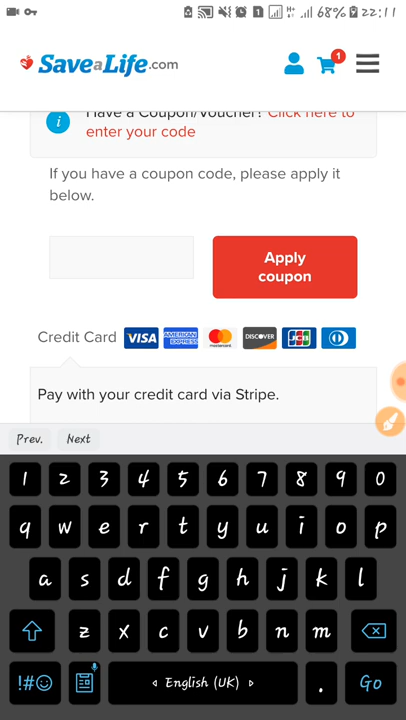 68% 22:11
SaveaLife.com
1
Have a Coupon/Voucher? Click here to
enter your code
If you have a coupon code, please apply it
below.
Apply
coupon
Credit Card VISA AMERICAN EXPRESS mastercard DISCOVER JCB
Pay with your credit card via Stripe.
Prev. Next
1 2 3 4 5 6 7 8 9 0
q w e r t y u i o p
a s d f g h j k l
z x c v b n m
!#☺ English (UK) . Go